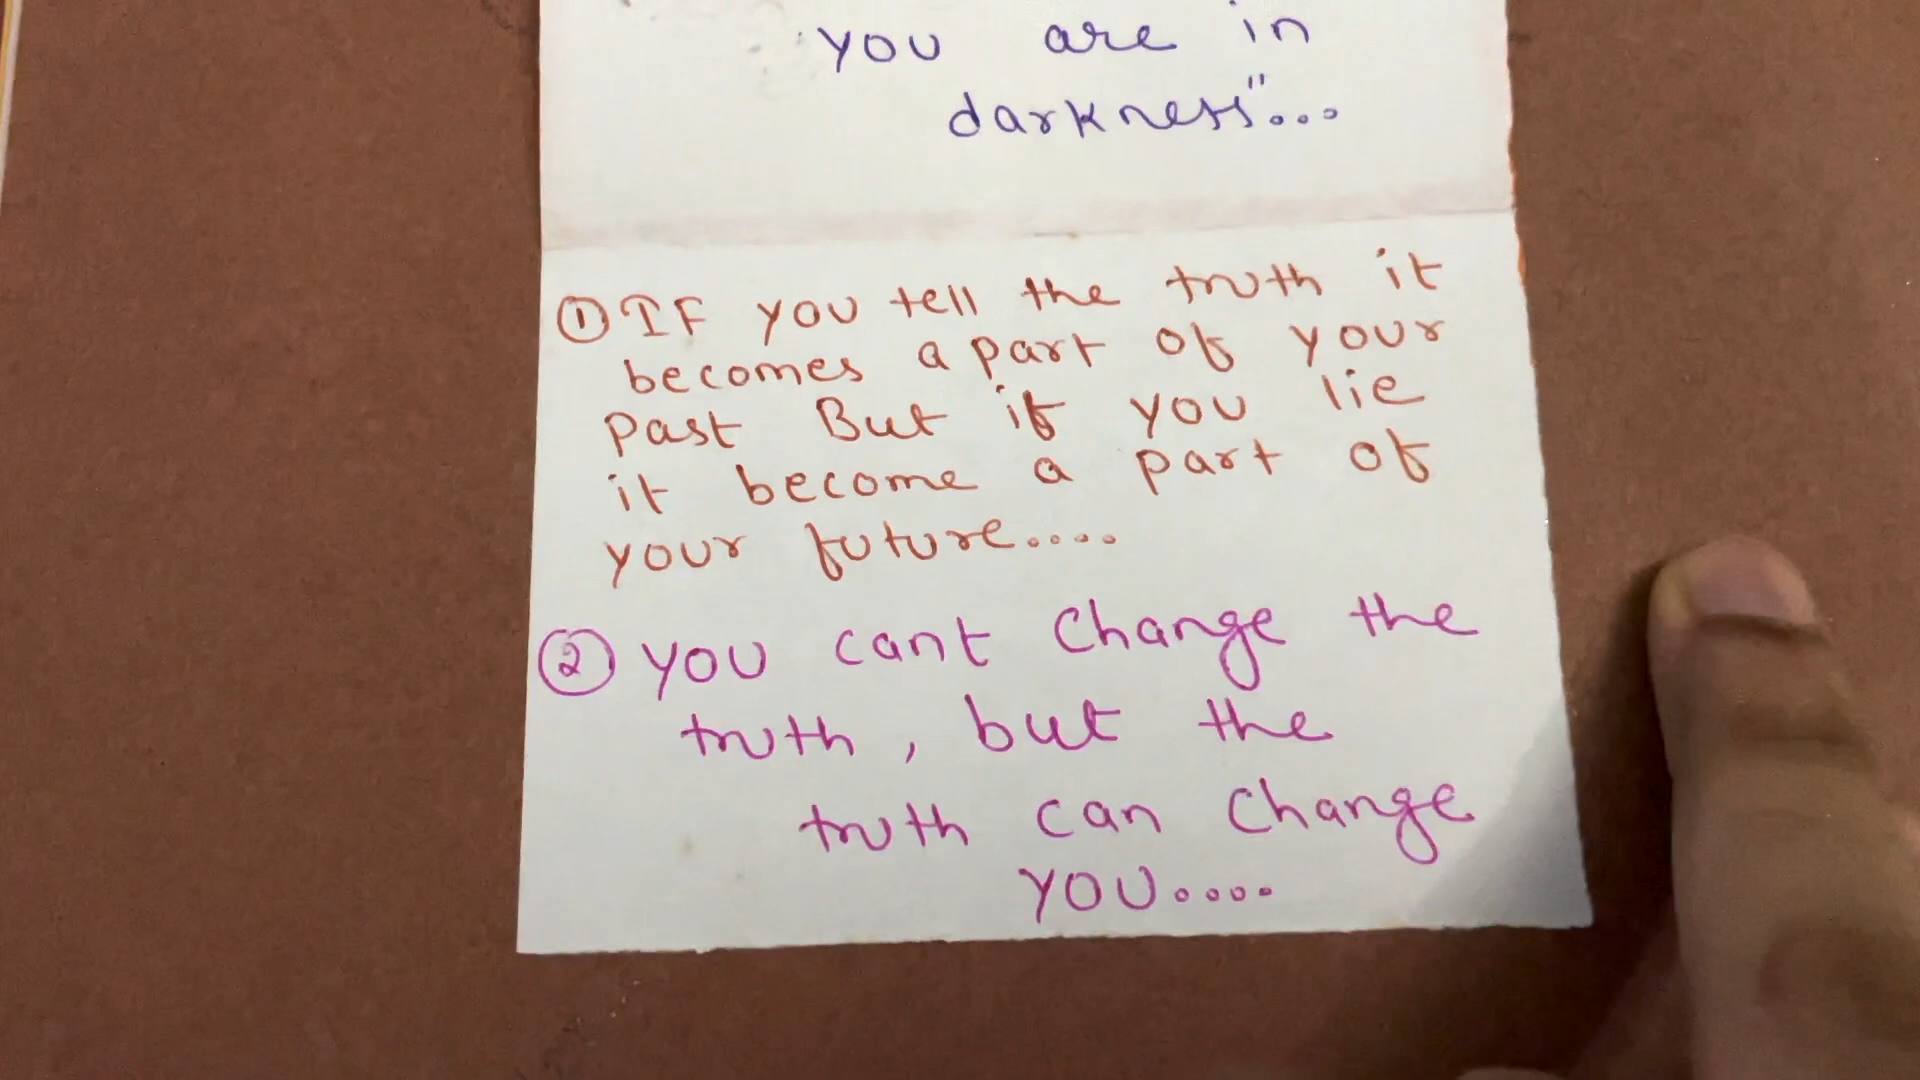 you are in
darkness"...
① IF you tell the truth it
becomes a part of your
past But if you lie
it become a part of
your future....
② you cant change the
truth, but the
truth can change
you....